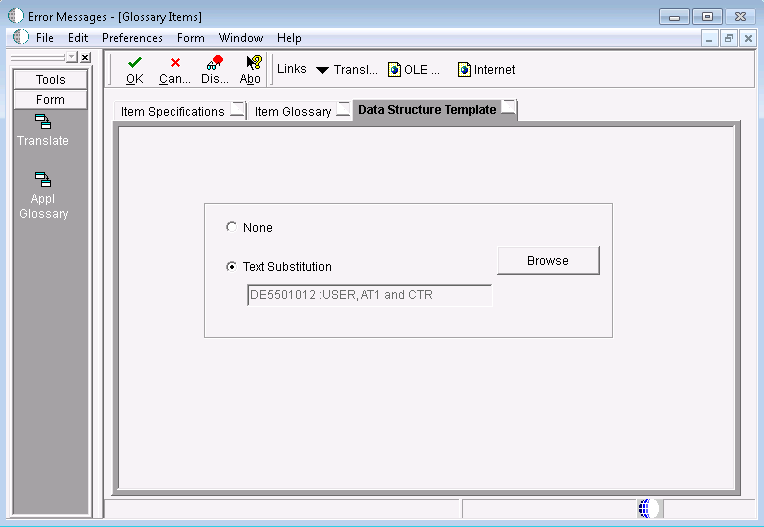 Error Messages - [Glossary Items]
File Edit Preferences Form Window Help
Tools
Form
Translate
Appl
Glossary
OK Can... Dis... Abo Links Transl... OLE ... Internet
Item Specifications Item Glossary Data Structure Template
None
Text Substitution
Browse
DE5501012 :USER, AT1 and CTR